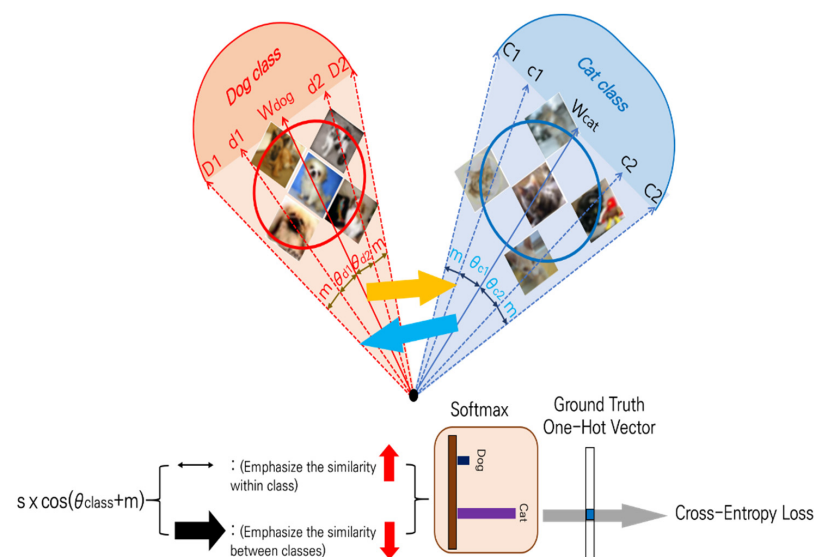 Dog class
D1
d1
Wdog
d2
D2
C1
c1
Cat class
Wcat
c2
C2
m
θd1
θd2
m
m
θc1
θc2
m
Softmax
Ground Truth
One-Hot Vector
Dog
Cat
s x cos(θclass+m)
: (Emphasize the similarity
within class)
: (Emphasize the similarity
between classes)
Cross-Entropy Loss